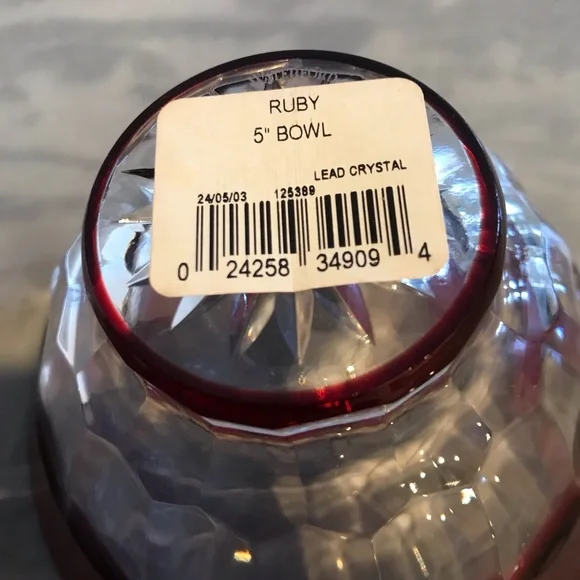 RUBY
5" BOWL
LEAD CRYSTAL
24/05/03 125389
0 24258 34909 4